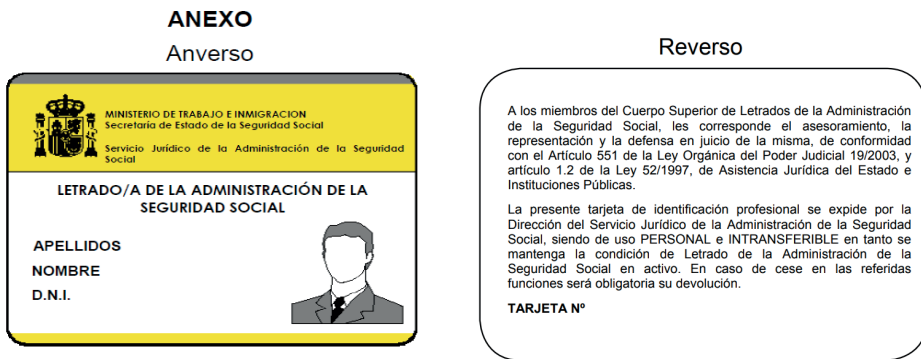 ANEXO
Anverso
MINISTERIO DE TRABAJO E INMIGRACION
Secretaría de Estado de la Seguridad Social
Servicio Jurídico de la Administración de la Seguridad
Social
LETRADO/A DE LA ADMINISTRACIÓN DE LA
SEGURIDAD SOCIAL
APELLIDOS
NOMBRE
D.N.I.
Reverso
A los miembros del Cuerpo Superior de Letrados de la Administración
de la Seguridad Social, les corresponde el asesoramiento, la
representación y la defensa en juicio de la misma, de conformidad
con el Artículo 551 de la Ley Orgánica del Poder Judicial 19/2003, y
artículo 1.2 de la Ley 52/1997, de Asistencia Jurídica del Estado e
Instituciones Públicas.
La presente tarjeta de identificación profesional se expide por la
Dirección del Servicio Jurídico de la Administración de la Seguridad
Social, siendo de uso PERSONAL e INTRANSFERIBLE en tanto se
mantenga la condición de Letrado de la Administración de la
Seguridad Social en activo. En caso de cese en las referidas
funciones será obligatoria su devolución.
TARJETA Nº